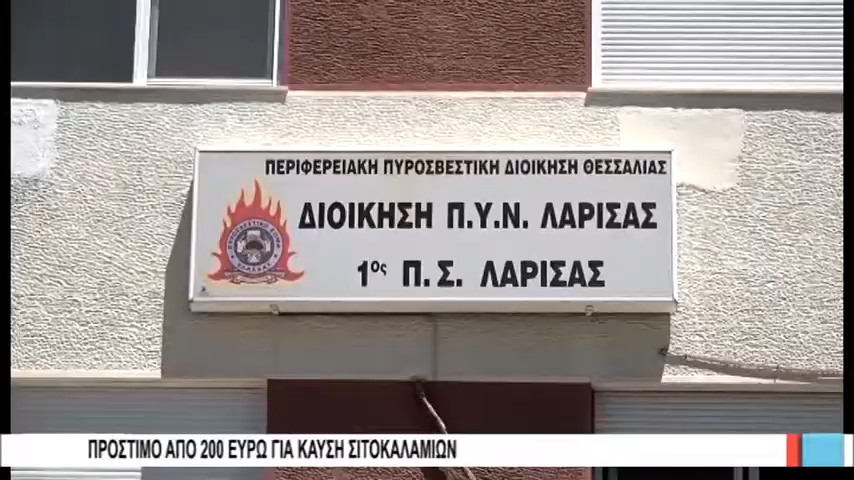 ΠΕΡΙΦΕΡΕΙΑΚΗ ΠΥΡΟΣΒΕΣΤΙΚΗ ΔΙΟΙΚΗΣΗ ΘΕΣΣΑΛΙΑΣ
ΔΙΟΙΚΗΣΗ Π.Υ.Ν. ΛΑΡΙΣΑΣ
1ος Π.Σ. ΛΑΡΙΣΑΣ
ΠΡΟΣΤΙΜΟ ΑΠΟ 200 ΕΥΡΩ ΓΙΑ ΚΑΥΣΗ ΣΙΤΟΚΑΛΑΜΙΩΝ